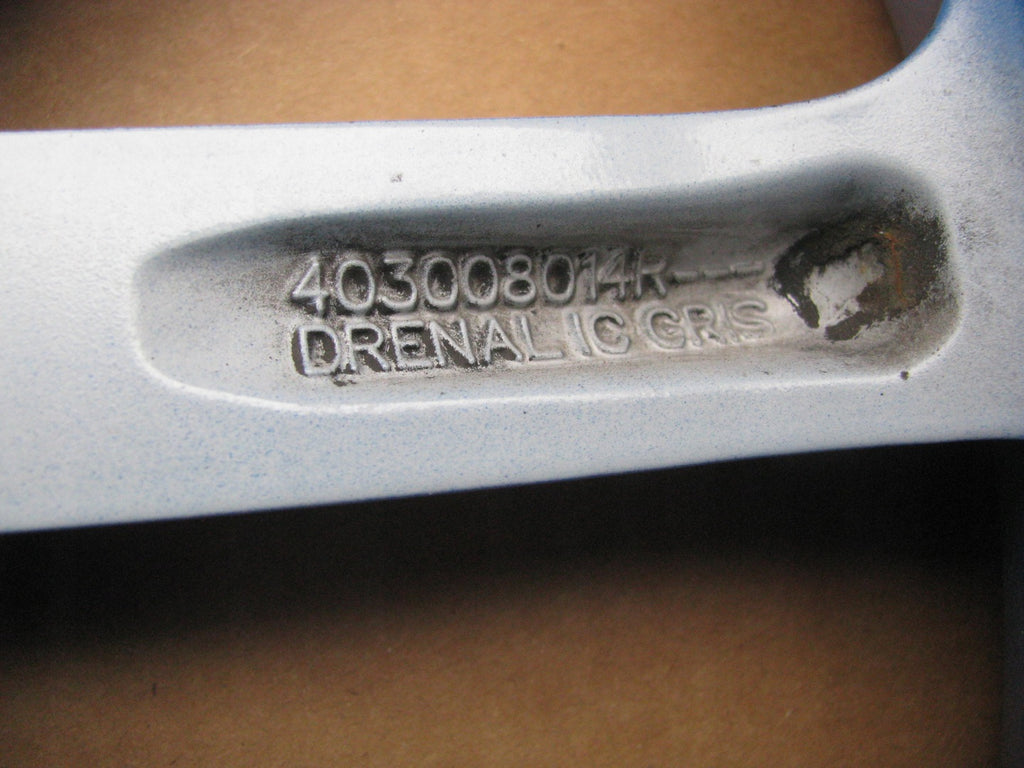 403008014R---
DRENALIC GRIS